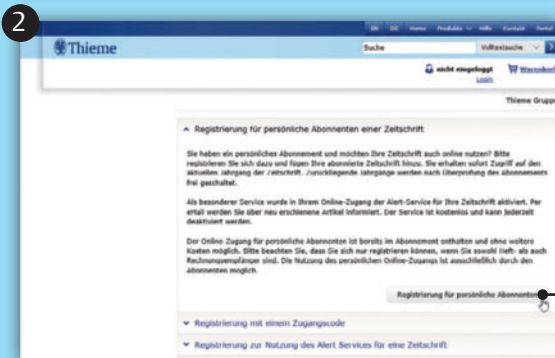 2
EN DE Home Produkte Hilfe Kontakt Portal
Thieme
Suche Volltextsuche
nicht eingeloggt Warenkorb
Login
Thieme Grupp
Registrierung für persönliche Abonnenten einer Zeitschrift
Sie haben ein persönliches Abonnement und möchten Ihre Zeitschrift auch online nutzen? Bitte
registrieren Sie sich dazu und fügen Ihre abonnierte Zeitschrift hinzu. Sie erhalten sofort Zugriff auf den
aktuellen Jahrgang der Zeitschrift. Zurückliegende Jahrgänge werden nach Überprüfung des Abonnements
frei geschaltet.
Als besonderer Service wurde in Ihrem Online-Zugang der Alert-Service für Ihre Zeitschrift aktiviert. Per
eMail werden Sie über neu erschienene Artikel informiert. Der Service ist kostenlos und kann jederzeit
deaktiviert werden.
Der Online Zugang für persönliche Abonnenten ist bereits im Abonnement enthalten und ohne weitere
Kosten möglich. Bitte beachten Sie, dass Sie sich nur registrieren können, wenn Sie sowohl Heft- als auch
Rechnungsempfänger sind. Die Nutzung des persönlichen Online-Zugangs ist ausschließlich durch den
Abonnenten möglich.
Registrierung für persönliche Abonnenten
Registrierung mit einem Zugangscode
Registrierung zur Nutzung des Alert Services für eine Zeitschrift